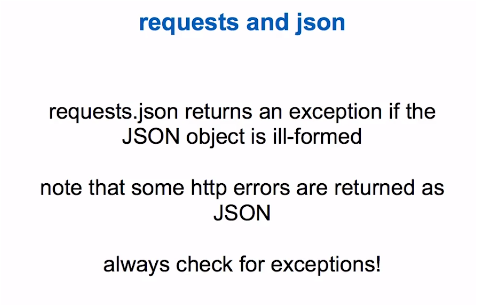 requests and json
requests.json returns an exception if the
JSON object is ill-formed
note that some http errors are returned as
JSON
always check for exceptions!